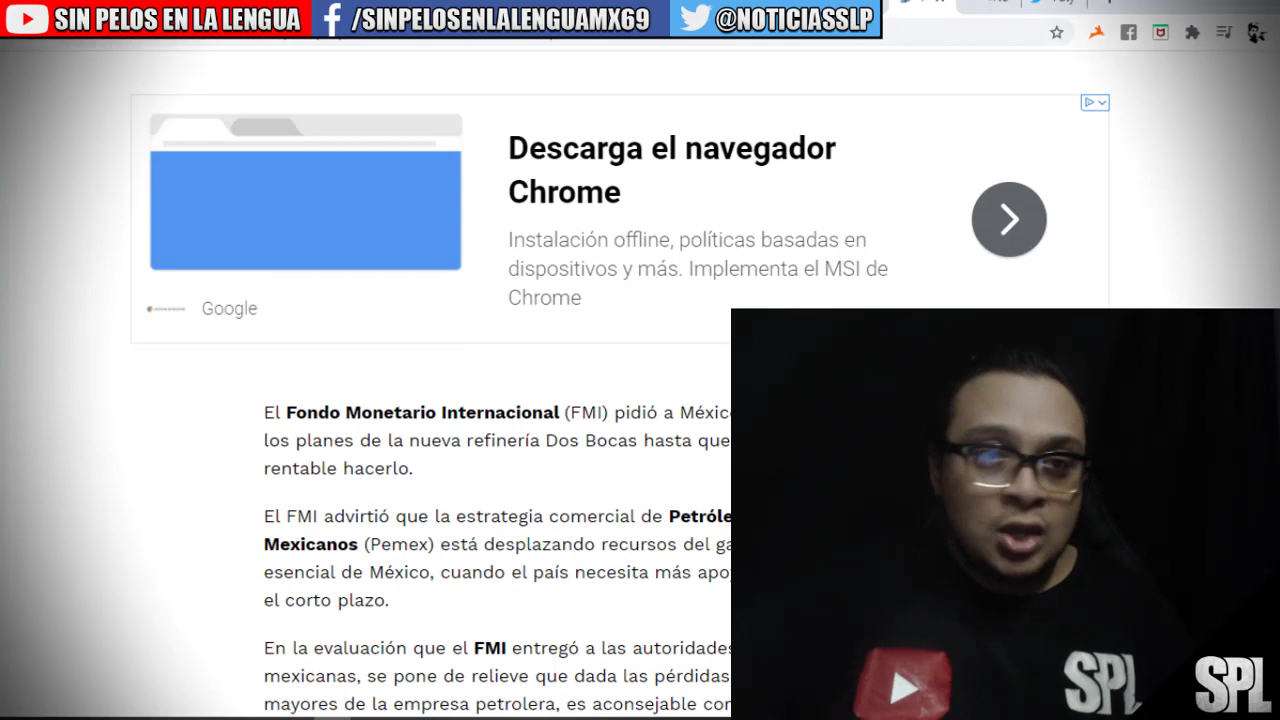 SIN PELOS EN LA LENGUA
/SINPELOSENLALENGUAMX69
@NOTICIASSLP
Descarga el navegador
Chrome
Instalación offline, políticas basadas en
dispositivos y más. Implementa el MSI de
Chrome
Google
El Fondo Monetario Internacional (FMI) pidió a México
los planes de la nueva refinería Dos Bocas hasta que
rentable hacerlo.
El FMI advirtió que la estrategia comercial de Petróle
Mexicanos (Pemex) está desplazando recursos del ga
esencial de México, cuando el país necesita más apoy
el corto plazo.
En la evaluación que el FMI entregó a las autoridades
mexicanas, se pone de relieve que dada las pérdidas
mayores de la empresa petrolera, es aconsejable con
SPL
SPL